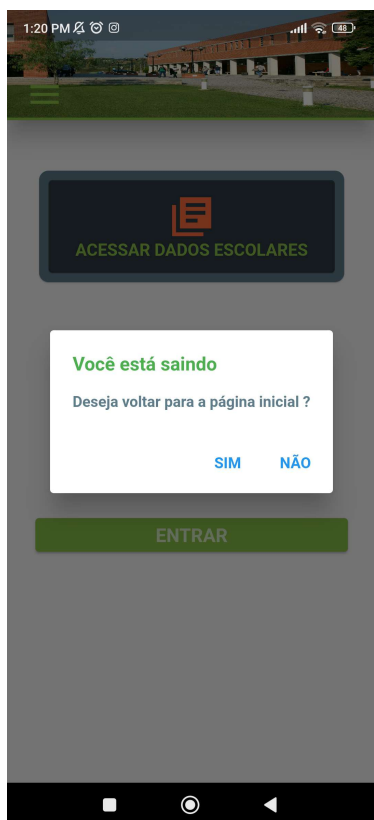 1:20 PM
48
ACESSAR DADOS ESCOLARES
Você está saindo
Deseja voltar para a página inicial ?
SIM NÃO
ENTRAR